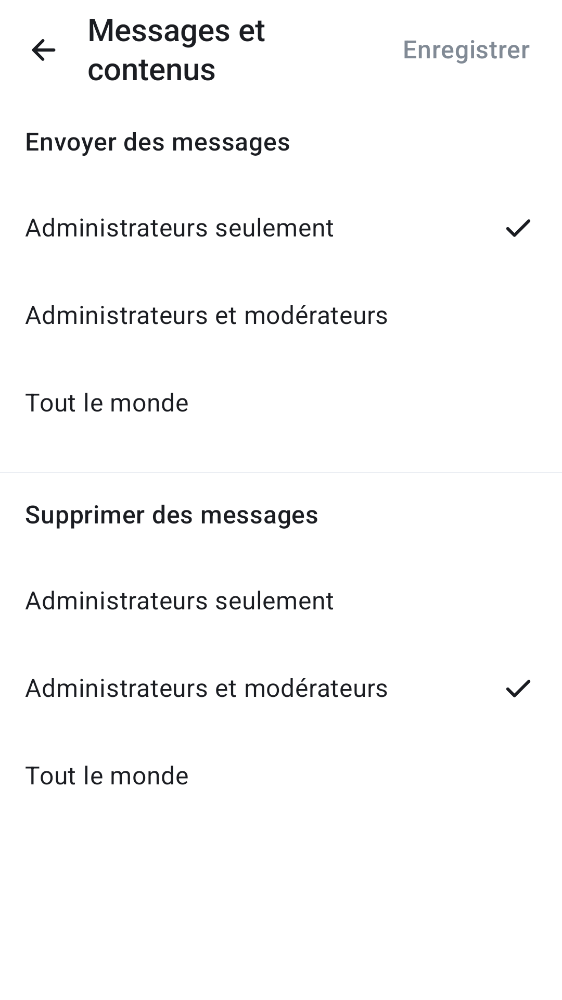 Messages et
contenus
Enregistrer
Envoyer des messages
Administrateurs seulement
Administrateurs et modérateurs
Tout le monde
Supprimer des messages
Administrateurs seulement
Administrateurs et modérateurs
Tout le monde